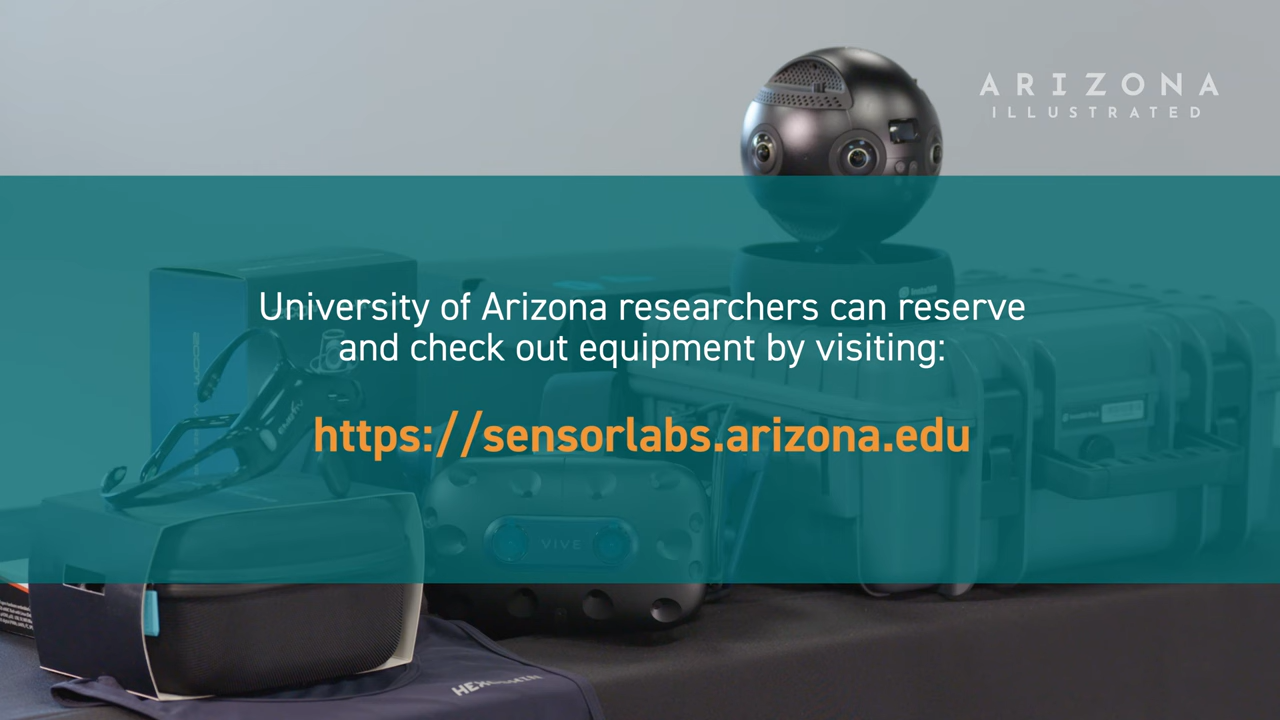 ARIZONA
ILLUSTRATED
University of Arizona researchers can reserve
and check out equipment by visiting:
https://sensorlabs.arizona.edu
VIVE